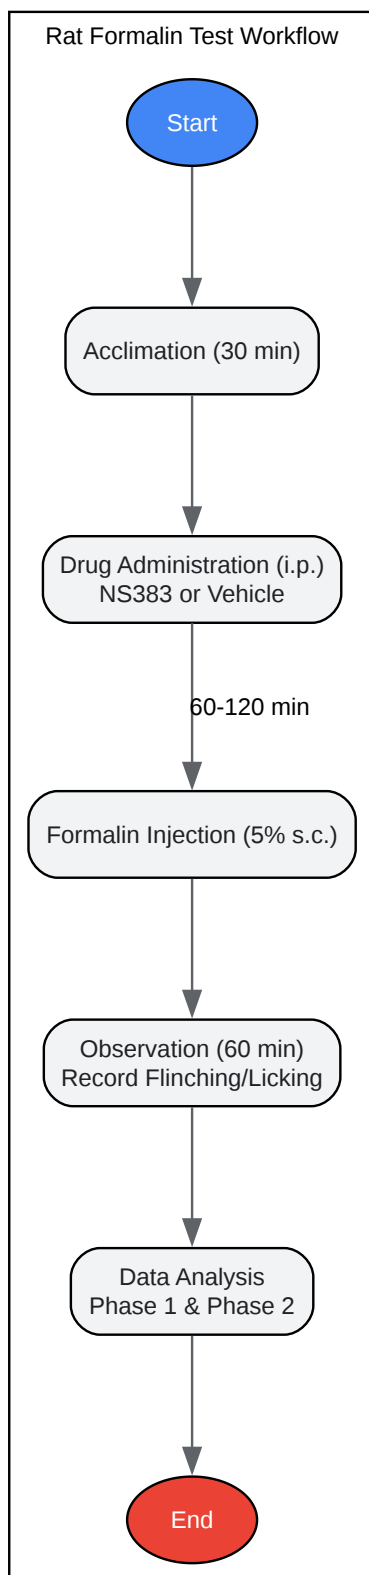 Rat Formalin Test Workflow
Start
Acclimation (30 min)
Drug Administration (i.p.)
NS383 or Vehicle
60-120 min
Formalin Injection (5% s.c.)
Observation (60 min)
Record Flinching/Licking
Data Analysis
Phase 1 & Phase 2
End